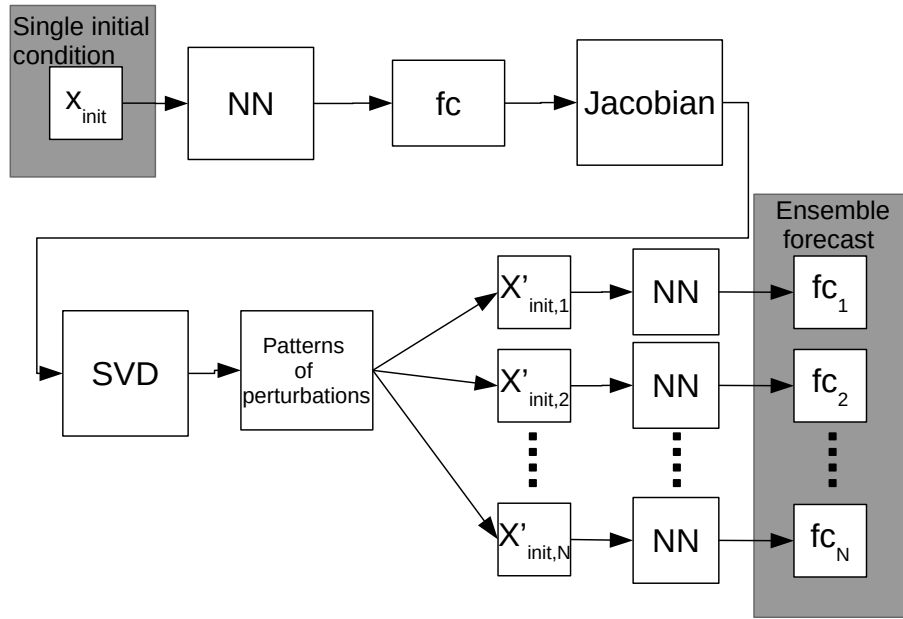 Single initial
condition
x_init
NN
fc
Jacobian
Ensemble
forecast
SVD
Patterns
of
perturbations
X'_init,1
NN
fc_1
X'_init,2
NN
fc_2
X'_init,N
NN
fc_N